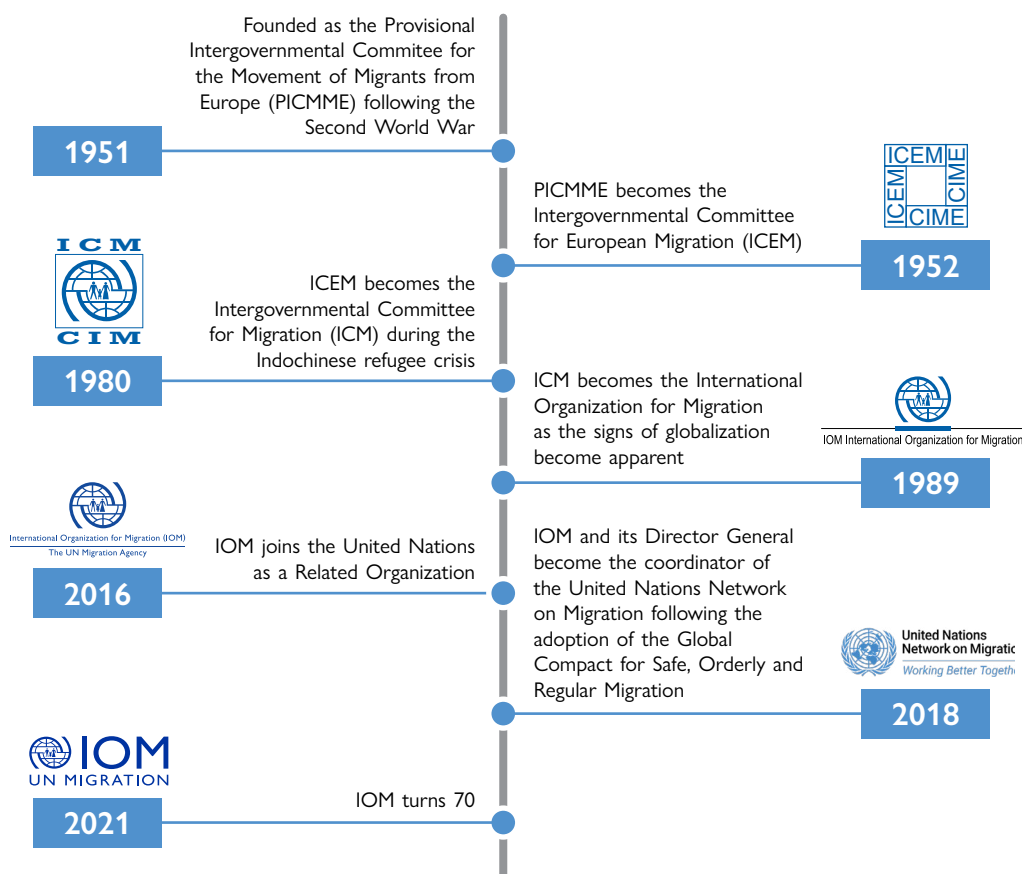 Founded as the Provisional
Intergovernmental Commitee for
the Movement of Migrants from
Europe (PICMME) following the
Second World War
1951
PICMME becomes the
Intergovernmental Committee
for European Migration (ICEM)
ICEM
ICEM
CIME
CIME
1952
ICM
CIM
ICEM becomes the
Intergovernmental Committee
for Migration (ICM) during the
Indochinese refugee crisis
1980
ICM becomes the International
Organization for Migration
as the signs of globalization
become apparent
IOM International Organization for Migration
1989
International Organization for Migration (IOM)
The UN Migration Agency
IOM joins the United Nations
as a Related Organization
2016
IOM and its Director General
become the coordinator of
the United Nations Network
on Migration following the
adoption of the Global
Compact for Safe, Orderly and
Regular Migration
United Nations
Network on Migratio
Working Better Togeth
2018
IOM
UN MIGRATION
IOM turns 70
2021